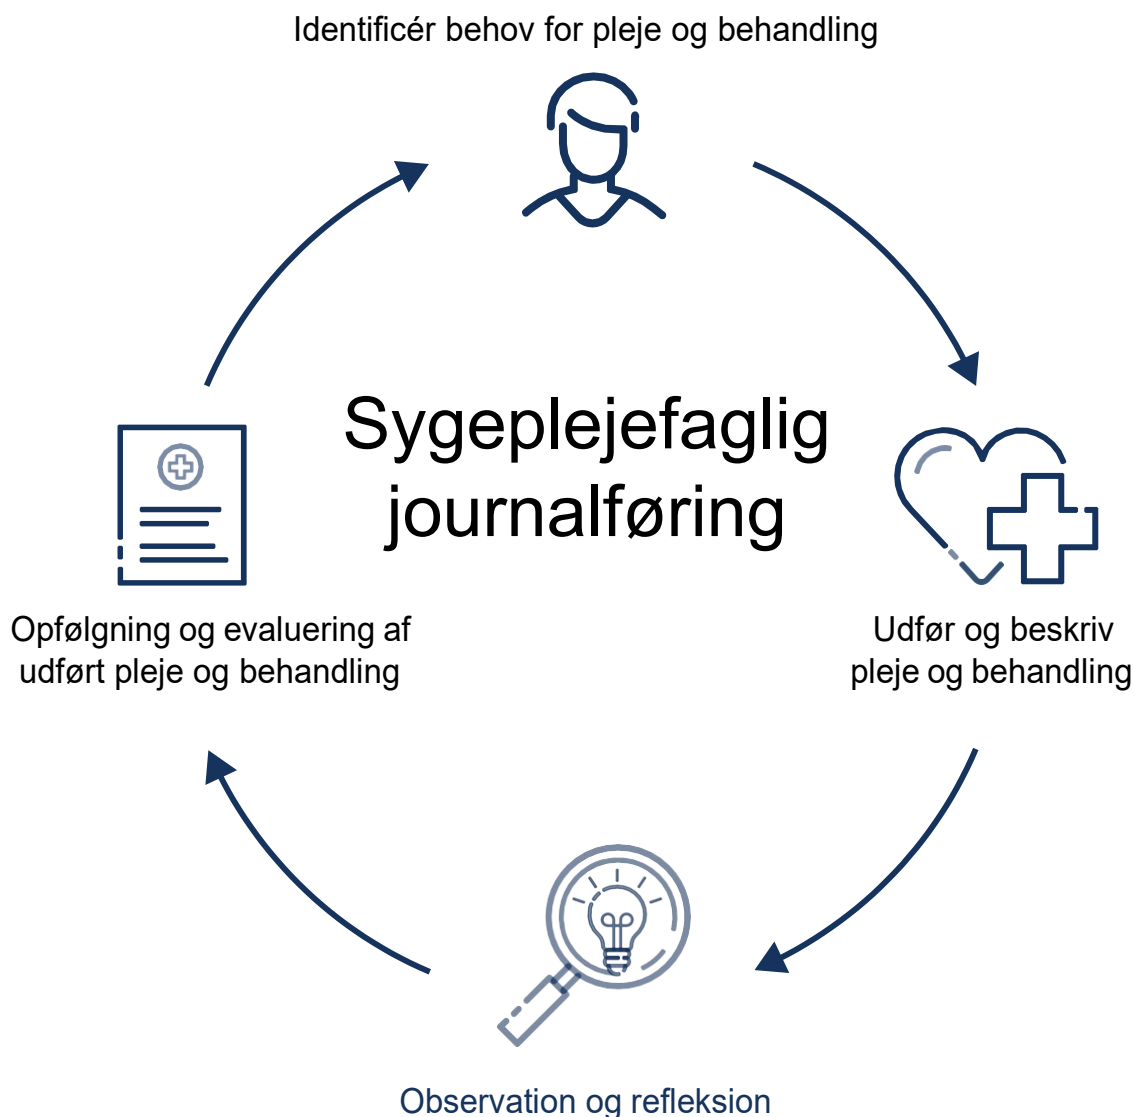 Identificér behov for pleje og behandling
Sygeplejefaglig
journalføring
Udfør og beskriv
pleje og behandling
Observation og refleksion
Opfølgning og evaluering af
udført pleje og behandling